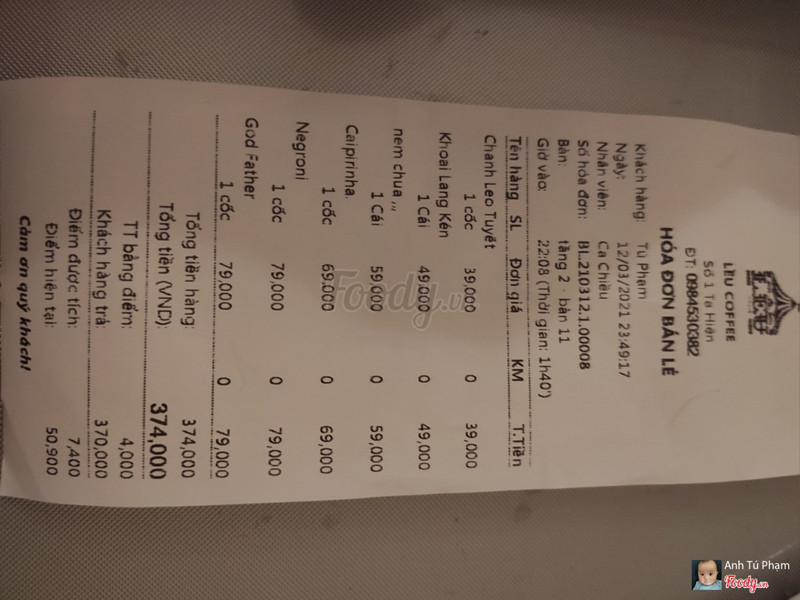 LEU
LỀU COFFEE
Số 1 Tạ Hiện
ĐT: 0984530382
HÓA ĐƠN BÁN LẺ
Khách hàng: Tú Phạm
Ngày: 12/03/2021 23:49:17
Nhân viên: Ca Chiều
Số hóa đơn: BL.210312.1.00008
Bàn: tầng 2 - bàn 11
Giờ vào: 22:08 (Thời gian: 1h40')
Tên hàng SL Đơn giá KM T.Tiền
Chanh Leo Tuyết
1 cốc 39,000 0 39,000
Khoai Lang Kén
1 Cái 49,000 0 49,000
nem chua ,,,
1 Cái 59,000 0 59,000
Caipirinha.
1 cốc 69,000 0 69,000
Negroni
1 cốc 79,000 0 79,000
God Father
1 cốc 79,000 0 79,000
Tổng tiền hàng: 374,000
Tổng tiền (VND): 374,000
TT bằng điểm: 4,000
Khách hàng trả: 370,000
Điểm được tích: 7,400
Điểm hiện tại: 50,900
Cảm ơn quý khách!
Foody.vn
Anh Tú Phạm
Foody.vn